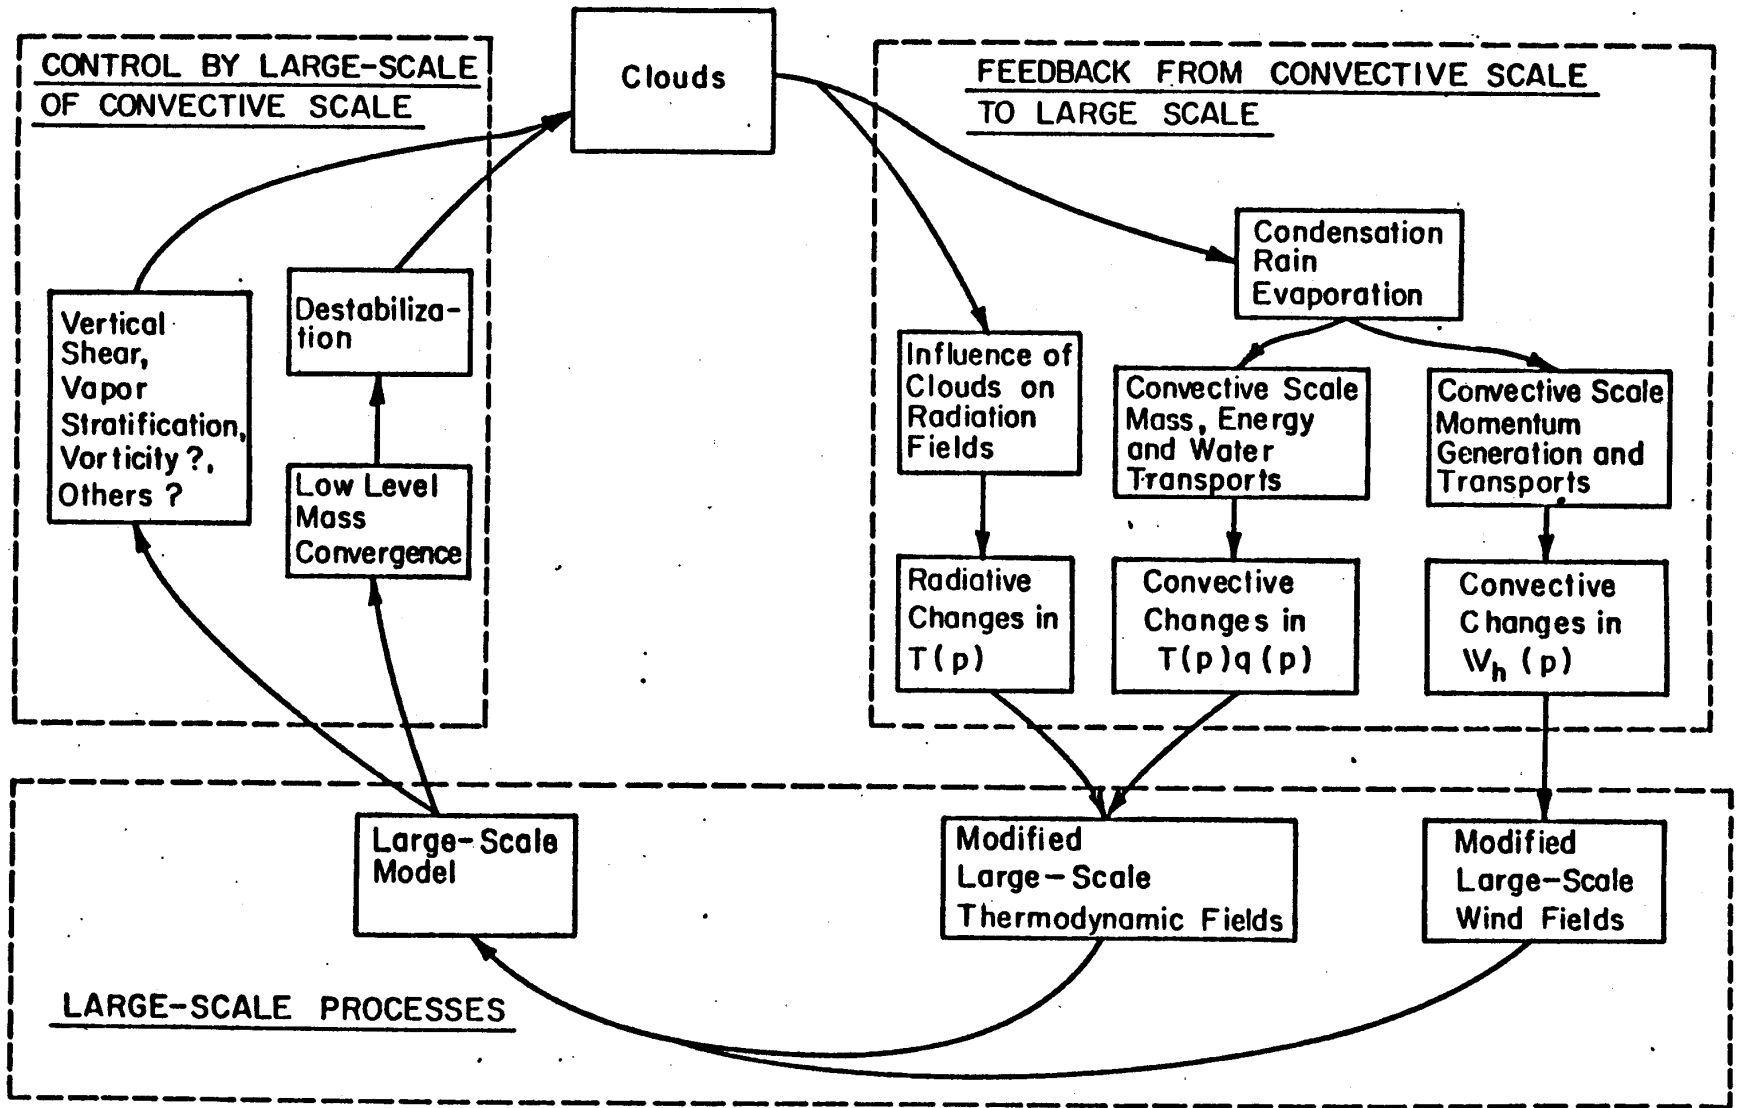 CONTROL BY LARGE-SCALE
OF CONVECTIVE SCALE
Clouds
FEEDBACK FROM CONVECTIVE SCALE
TO LARGE SCALE
Vertical
Shear,
Vapor
Stratification,
Vorticity ?,
Others ?
Destabiliza-
tion
Low Level
Mass
Convergence
Condensation
Rain
Evaporation
Influence of
Clouds on
Radiation
Fields
Convective Scale
Mass, Energy
and Water
Transports
Convective Scale
Momentum
Generation and
Transports
Radiative
Changes in
T(p)
Convective
Changes in
T(p)q(p)
Convective
Changes in
𝕍h (p)
Large-Scale
Model
Modified
Large-Scale
Thermodynamic Fields
Modified
Large-Scale
Wind Fields
LARGE-SCALE PROCESSES